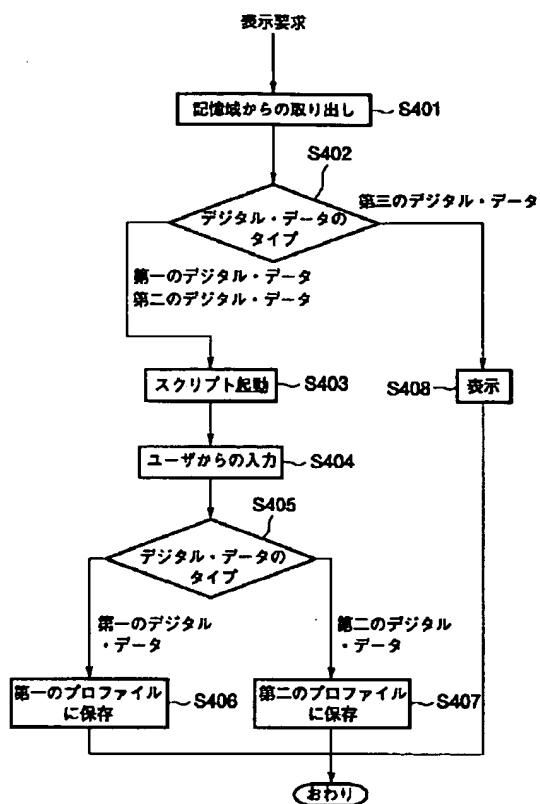 表示要求
記憶域からの取り出し
S401
S402
第三のデジタル・データ
デジタル・データの
タイプ
第一のデジタル・データ
第二のデジタル・データ
スクリプト起動
S403
S408
表示
ユーザからの入力
S404
S405
デジタル・データの
タイプ
第一のデジタル
・データ
第二のデジタル
・データ
第一のプロファイル
に保存
S406
第二のプロファイル
に保存
S407
おわり